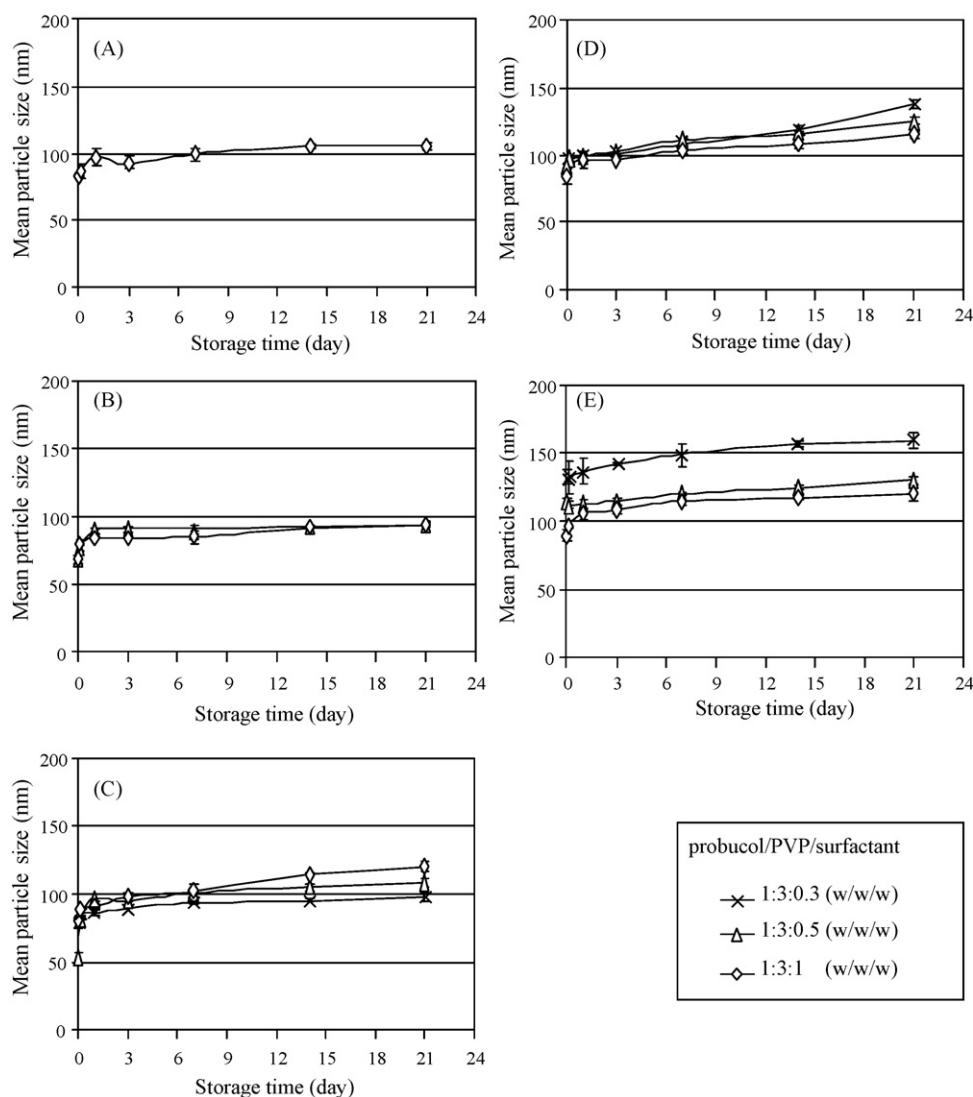 (A)
Mean particle size (nm)
200
150
100
50
0
0 3 6 9 12 15 18 21 24
Storage time (day)
(D)
Mean particle size (nm)
200
150
100
50
0
0 3 6 9 12 15 18 21 24
Storage time (day)
(B)
Mean particle size (nm)
200
150
100
50
0
0 3 6 9 12 15 18 21 24
Storage time (day)
(E)
Mean particle size (nm)
200
150
100
50
0
0 3 6 9 12 15 18 21 24
Storage time (day)
(C)
Mean particle size (nm)
200
150
100
50
0
0 3 6 9 12 15 18 21 24
Storage time (day)
probucol/PVP/surfactant
1:3:0.3 (w/w/w)
1:3:0.5 (w/w/w)
1:3:1 (w/w/w)